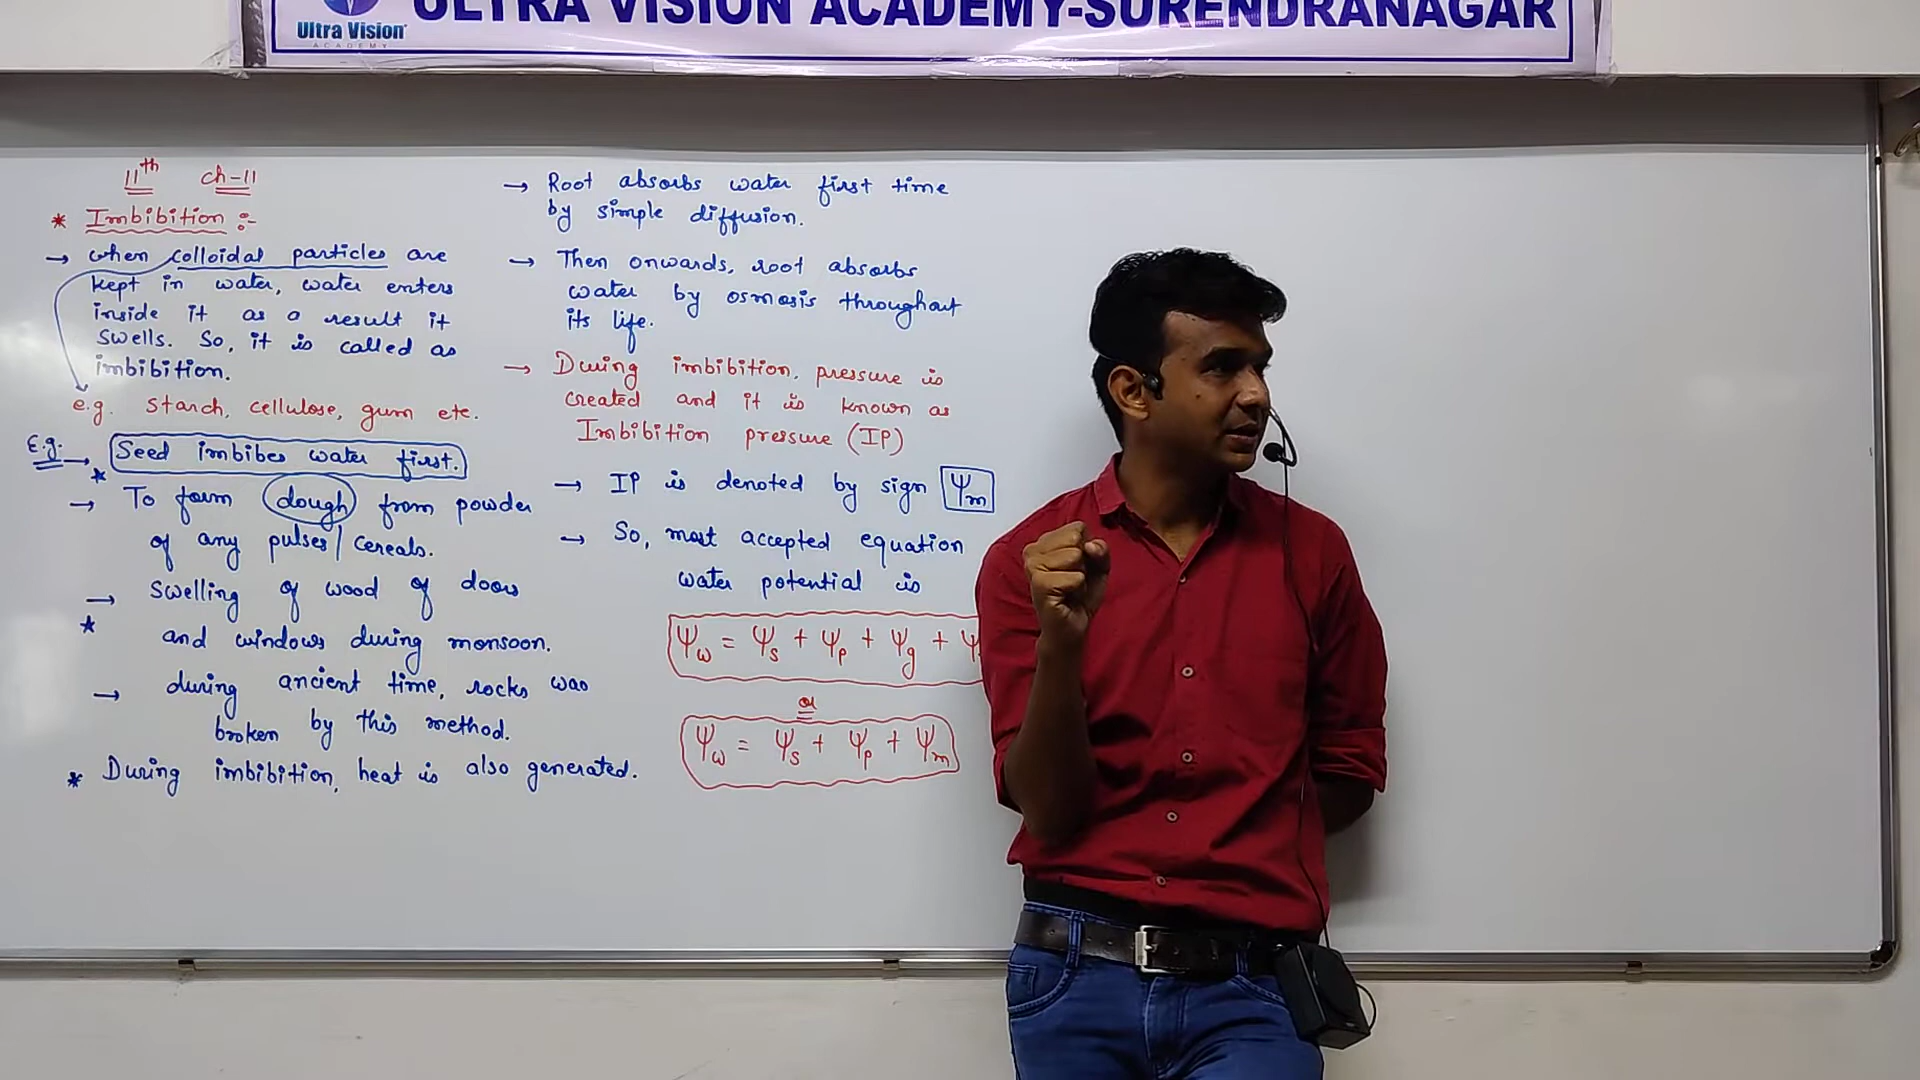 ULTRA VISION ACADEMY-SURENDRANAGAR
Ultra Vision
ACADEMY
11th ch-11
* Imbibition :-
→ when colloidal particles are
kept in water, water enters
inside it as a result it
swells. So, it is called as
imbibition.
e.g. Starch, cellulose, gum etc.
E.g. → Seed imbibes water first.
* → To form dough from powder
of any pulses/cereals.
→ Swelling of wood of doors
* and windows during monsoon.
→ during ancient time, rocks was
broken by this method.
* During imbibition, heat is also generated.
→ Root absorbs water first time
by simple diffusion.
→ Then onwards, root absorbs
water by osmosis throughout
its life.
→ During imbibition, pressure is
created and it is known as
Imbibition pressure (IP)
→ IP is denoted by sign Ψm
→ So, most accepted equation
water potential is
Ψw = Ψs + Ψp + Ψg + Ψ
or
Ψw = Ψs + Ψp + Ψm